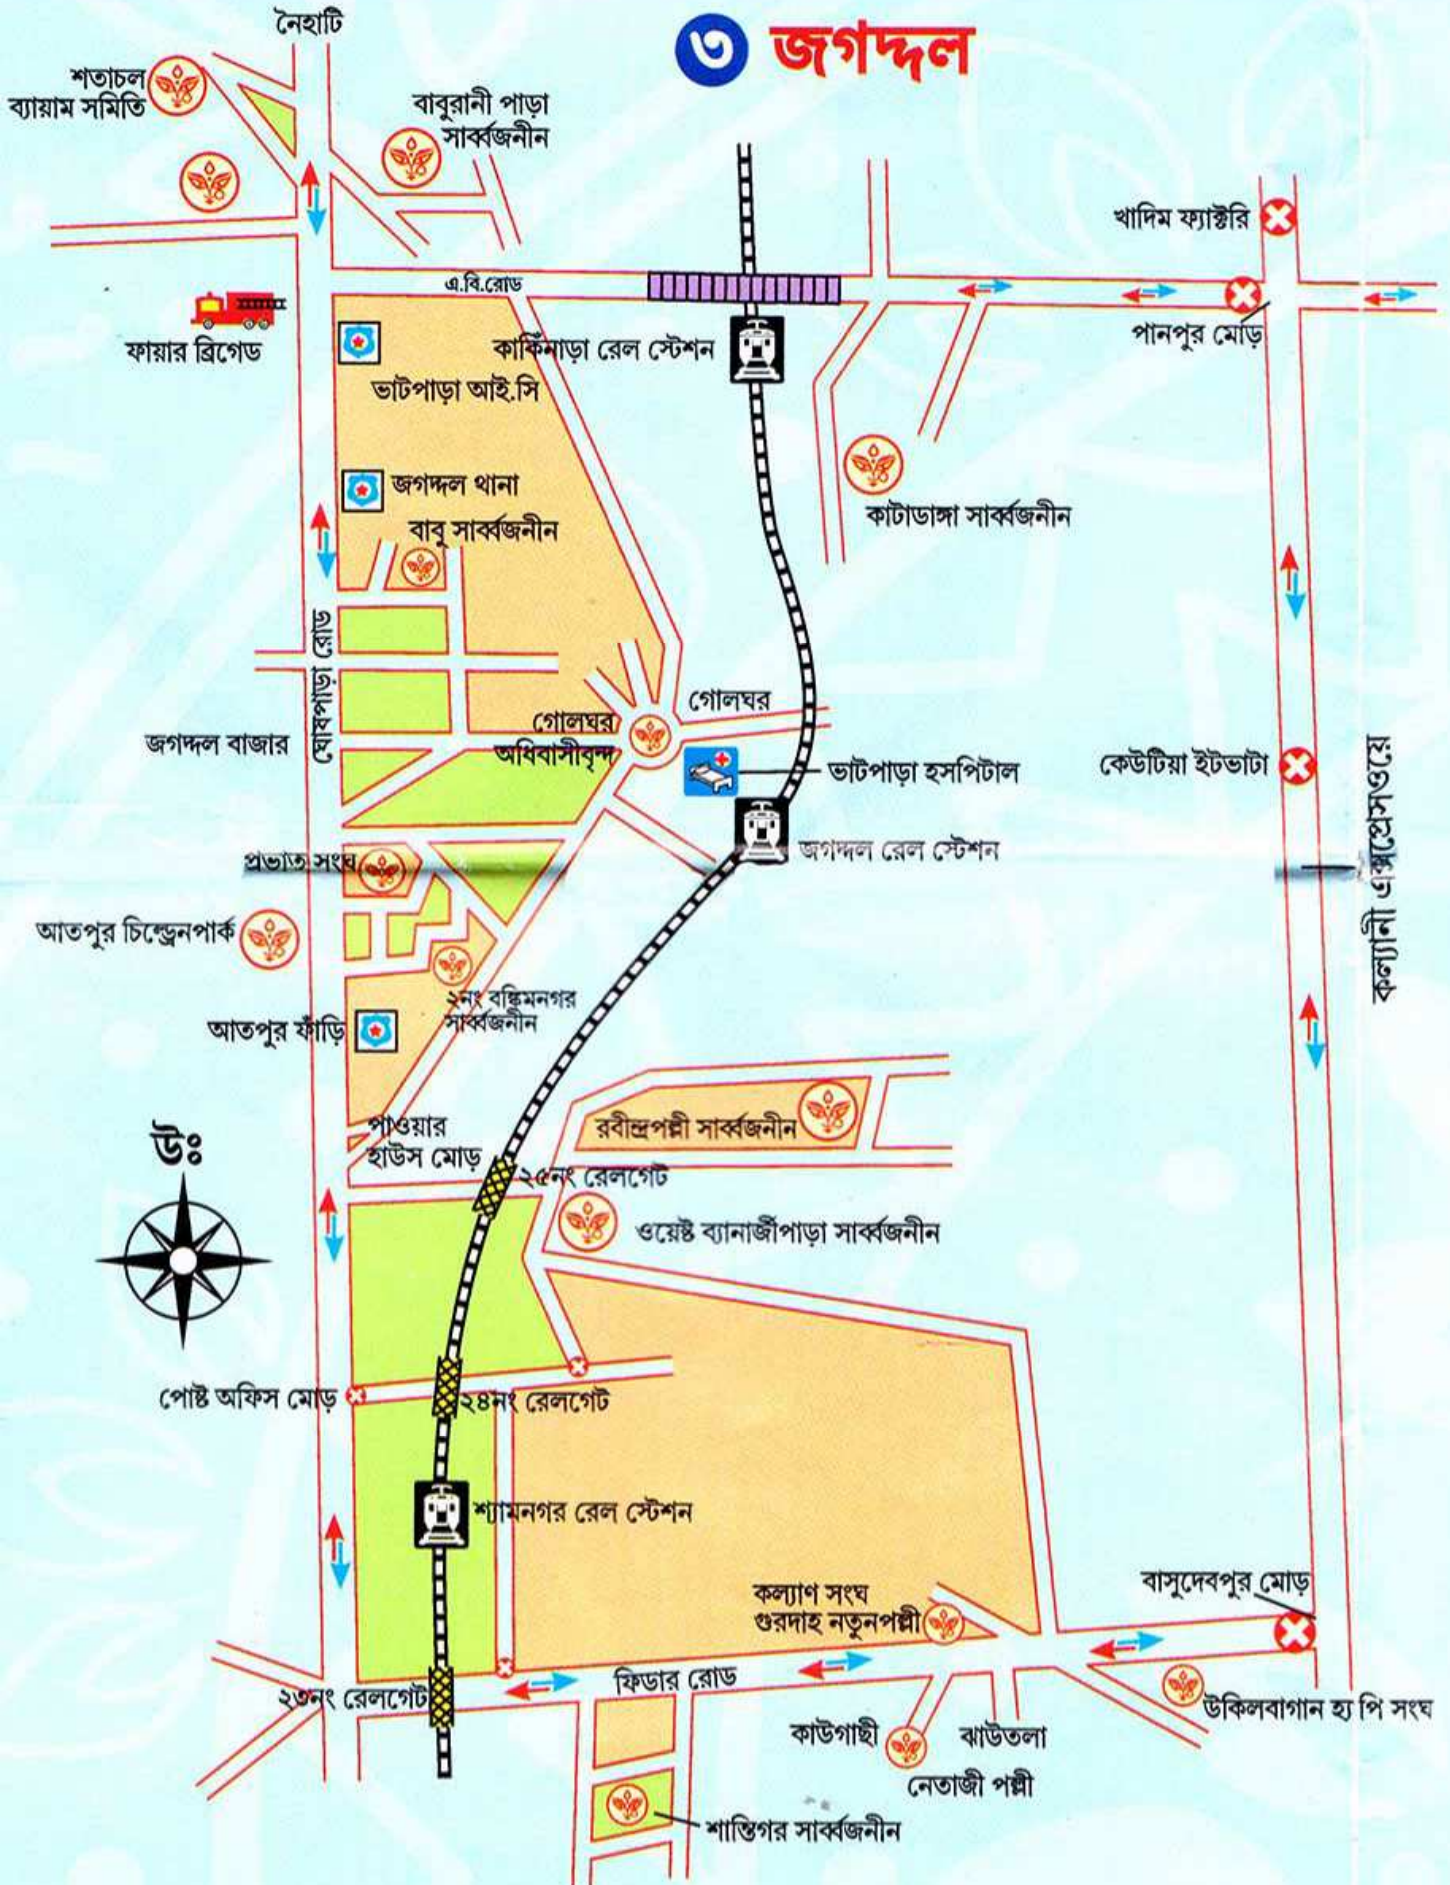 ৩ জগদ্দল
নৈহাটি
শতাচল
ব্যায়াম সমিতি
বাবুরানী পাড়া
সার্ব্বজনীন
খাদিম ফ্যাক্টরি
এ.বি.রোড
পানপুর মোড়
ফায়ার ব্রিগেড
কাকিঁনাড়া রেল স্টেশন
ভাটপাড়া আই.সি
জগদ্দল থানা
কাটাডাঙ্গা সার্ব্বজনীন
বাবু সার্ব্বজনীন
ঘোষপাড়া রোড
গোলঘর
গোলঘর
অধিবাসীবৃন্দ
জগদ্দল বাজার
ভাটপাড়া হসপিটাল
কেউটিয়া ইটভাটা
কল্যানী এক্সপ্রেসওয়ে
জগদ্দল রেল স্টেশন
প্রভাত সংঘ
আতপুর চিল্ড্রেনপার্ক
২নং বঙ্কিমনগর
সার্ব্বজনীন
আতপুর ফাঁড়ি
পাওয়ার
হাউস মোড়
রবীন্দ্রপল্লী সার্ব্বজনীন
উঃ
২৫নং রেলগেট
ওয়েষ্ট ব্যানার্জীপাড়া সার্ব্বজনীন
পোষ্ট অফিস মোড়
২৪নং রেলগেট
শ্যামনগর রেল স্টেশন
কল্যাণ সংঘ
গুরদাহ নতুনপল্লী
বাসুদেবপুর মোড়
ফিডার রোড
২৩নং রেলগেট
উকিলবাগান হ্য পি সংঘ
কাউগাছী
ঝাউতলা
নেতাজী পল্লী
শান্তিগর সার্ব্বজনীন